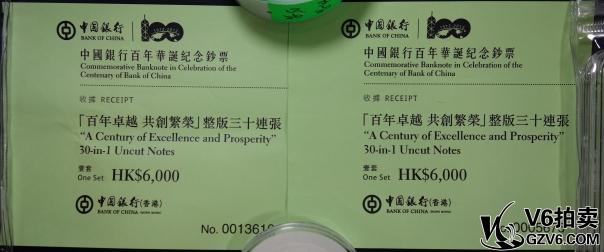 中國銀行
BANK OF CHINA
中國銀行百年華誕紀念鈔票
Commemorative Banknote in Celebration of the
Centenary of Bank of China
收據 RECEIPT
「百年卓越 共創繁榮」整版三十連張
"A Century of Excellence and Prosperity"
30-in-1 Uncut Notes
壹套
One Set HK$6,000
中國銀行(香港)
BANK OF CHINA (HONG KONG)
No. 001361
中國銀行
BANK OF CHINA
中國銀行百年華誕紀念鈔票
Commemorative Banknote in Celebration of the
Centenary of Bank of China
收據 RECEIPT
「百年卓越 共創繁榮」整版三十連張
"A Century of Excellence and Prosperity"
30-in-1 Uncut Notes
壹套
One Set HK$6,000
中國銀行(香港)
BANK OF CHINA (HONG KONG)
V6拍卖
GZV6.COM